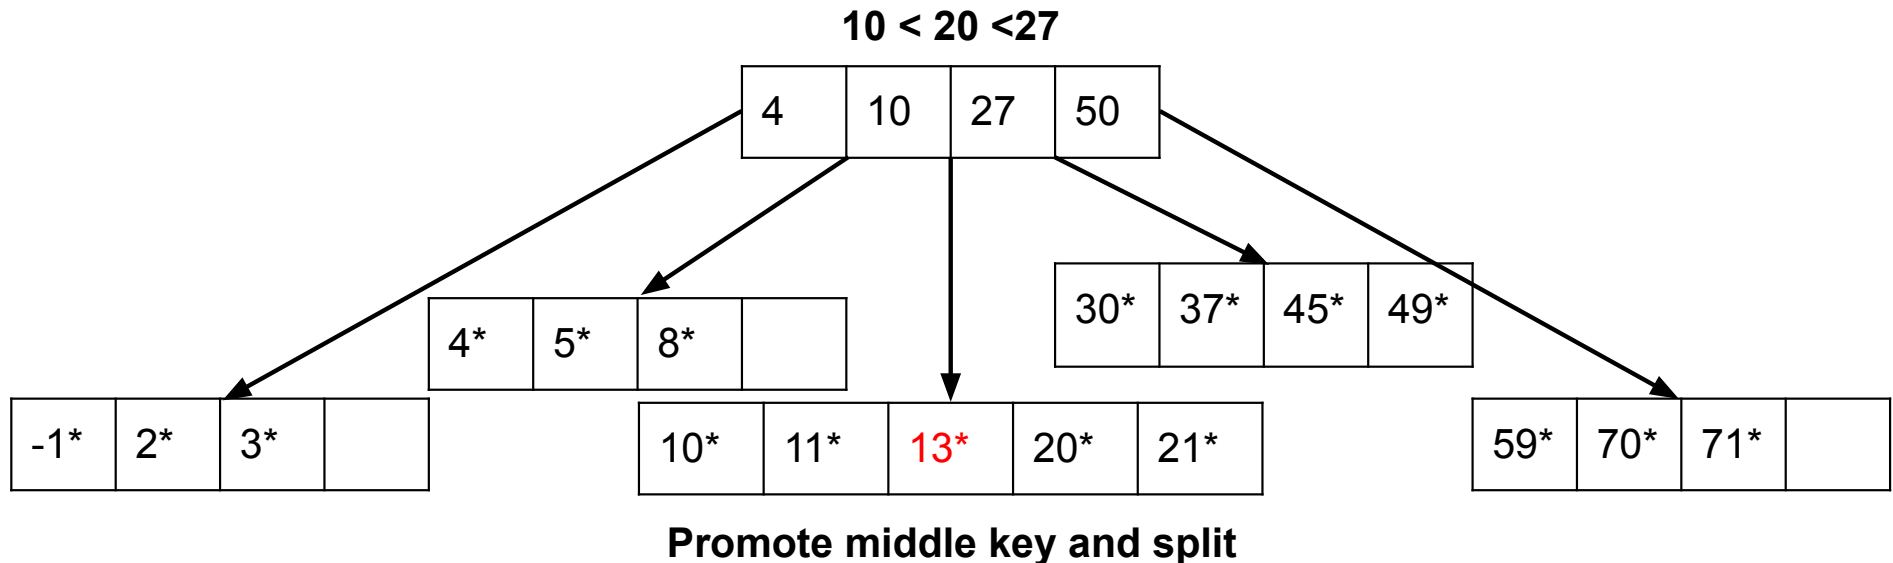 10 < 20 <27
4 10 27 50
30* 37* 45* 49*
4* 5* 8*
-1* 2* 3*
10* 11* 13* 20* 21*
59* 70* 71*
Promote middle key and split